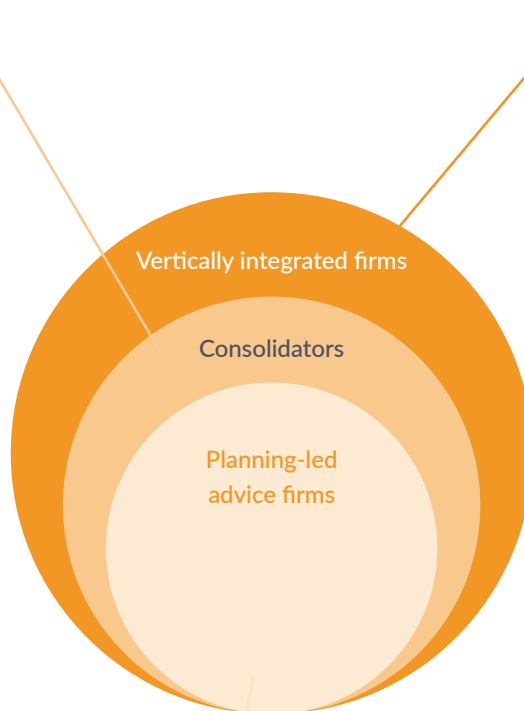 Vertically integrated firms
Consolidators
Planning-led
advice firms